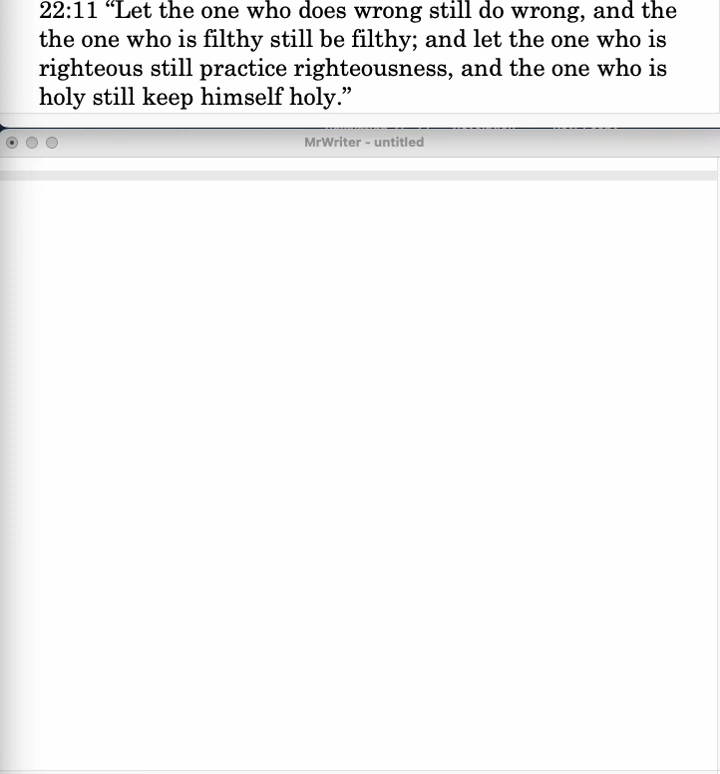 22:11 “Let the one who does wrong still do wrong, and the
the one who is filthy still be filthy; and let the one who is
righteous still practice righteousness, and the one who is
holy still keep himself holy.”
MrWriter - untitled